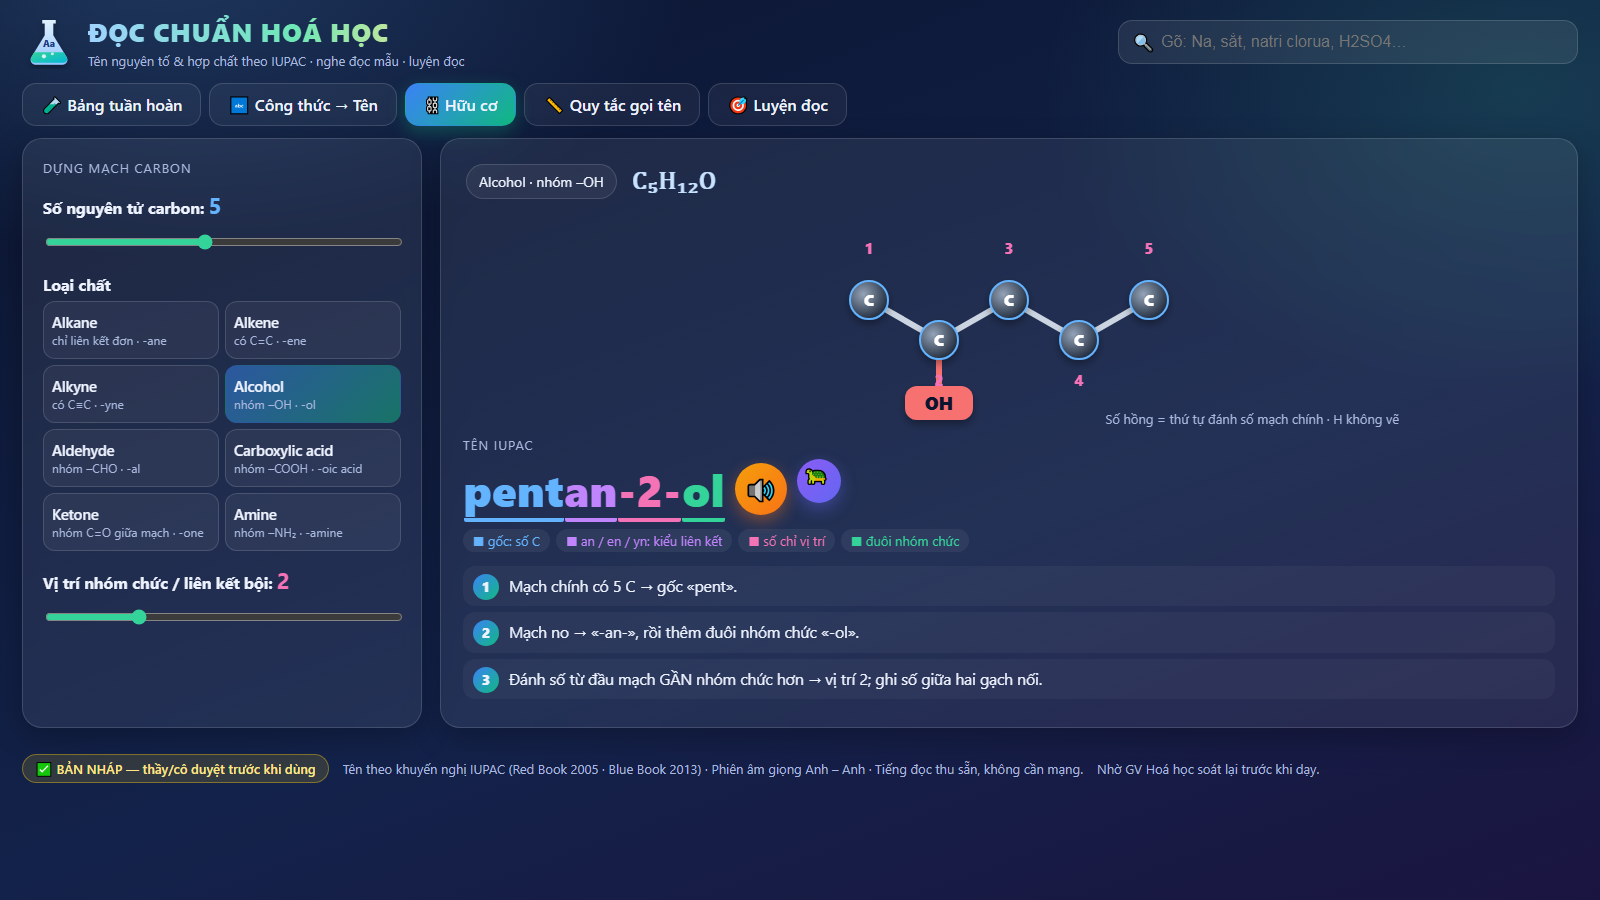 Aa
ĐỌC CHUẨN HOÁ HỌC
Tên nguyên tố & hợp chất theo IUPAC · nghe đọc mẫu · luyện đọc
Gõ: Na, sắt, natri clorua, H2SO4...
Bảng tuần hoàn
abc Công thức → Tên
Hữu cơ
Quy tắc gọi tên
Luyện đọc
DỰNG MẠCH CARBON
Số nguyên tử carbon: 5
Loại chất
Alkane
chỉ liên kết đơn · -ane
Alkene
có C=C · -ene
Alkyne
có C≡C · -yne
Alcohol
nhóm –OH · -ol
Aldehyde
nhóm –CHO · -al
Carboxylic acid
nhóm –COOH · -oic acid
Ketone
nhóm C=O giữa mạch · -one
Amine
nhóm –NH₂ · -amine
Vị trí nhóm chức / liên kết bội: 2
Alcohol · nhóm –OH
C₅H₁₂O
1 3 5
C C C
C C
2 4
OH
Số hồng = thứ tự đánh số mạch chính · H không vẽ
TÊN IUPAC
pentan-2-ol
gốc: số C
an / en / yn: kiểu liên kết
số chỉ vị trí
đuôi nhóm chức
1 Mạch chính có 5 C → gốc «pent».
2 Mạch no → «-an-», rồi thêm đuôi nhóm chức «-ol».
3 Đánh số từ đầu mạch GẦN nhóm chức hơn → vị trí 2; ghi số giữa hai gạch nối.
BẢN NHÁP — thầy/cô duyệt trước khi dùng
Tên theo khuyến nghị IUPAC (Red Book 2005 · Blue Book 2013) · Phiên âm giọng Anh – Anh · Tiếng đọc thu sẵn, không cần mạng. Nhờ GV Hoá học soát lại trước khi dạy.